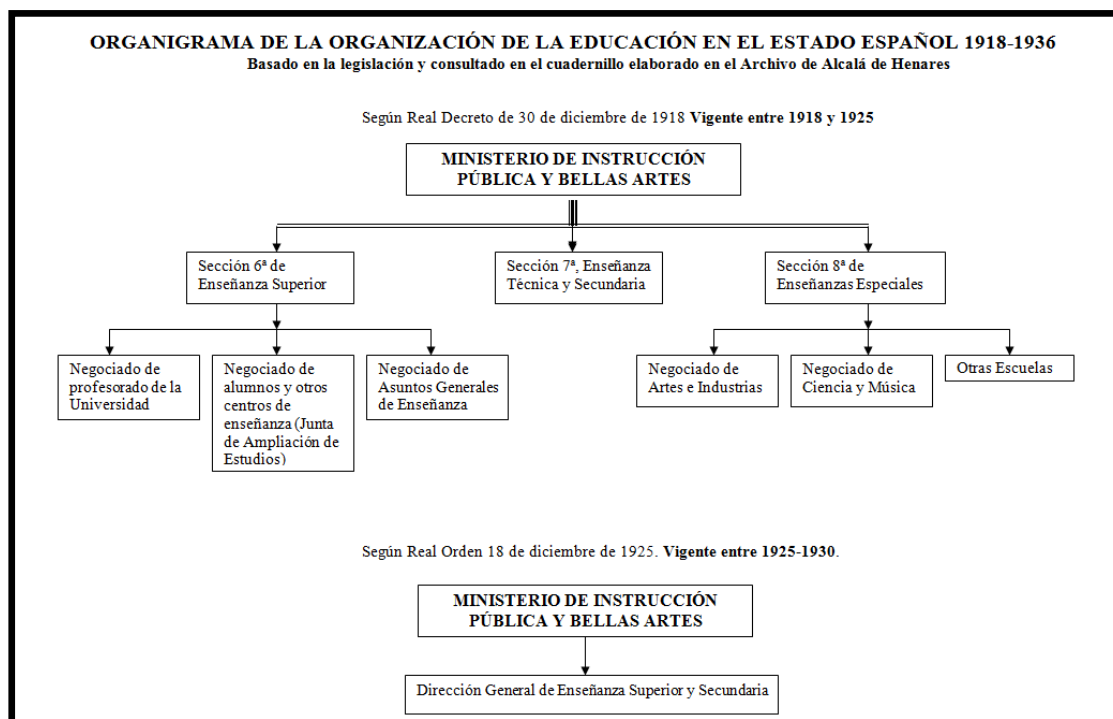 ORGANIGRAMA DE LA ORGANIZACIÓN DE LA EDUCACIÓN EN EL ESTADO ESPAÑOL 1918-1936
Basado en la legislación y consultado en el cuadernillo elaborado en el Archivo de Alcalá de Henares
Según Real Decreto de 30 de diciembre de 1918 Vigente entre 1918 y 1925
MINISTERIO DE INSTRUCCIÓN
PÚBLICA Y BELLAS ARTES
Sección 6ª de
Enseñanza Superior
Sección 7ª, Enseñanza
Técnica y Secundaria
Sección 8ª de
Enseñanzas Especiales
Negociado de
profesorado de la
Universidad
Negociado de
alumnos y otros
centros de
enseñanza (Junta
de Ampliación de
Estudios)
Negociado de
Asuntos Generales
de Enseñanza
Negociado de
Artes e Industrias
Negociado de
Ciencia y Música
Otras Escuelas
Según Real Orden 18 de diciembre de 1925. Vigente entre 1925-1930.
MINISTERIO DE INSTRUCCIÓN
PÚBLICA Y BELLAS ARTES
Dirección General de Enseñanza Superior y Secundaria